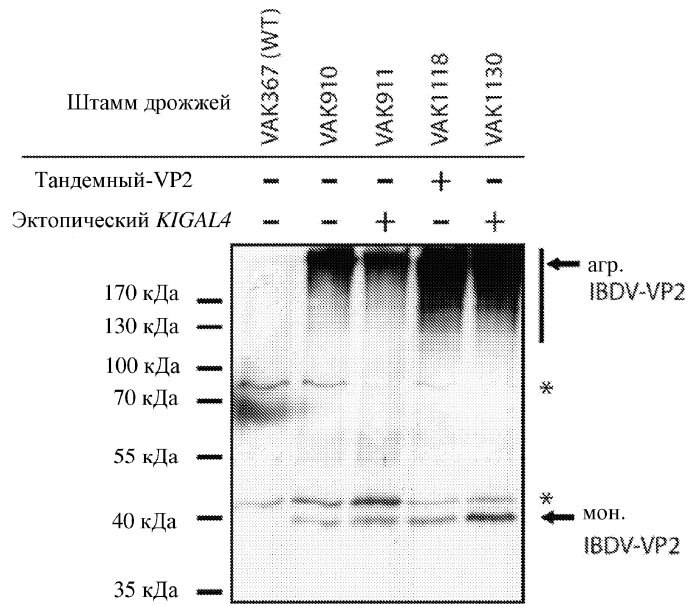 Штамм дрожжей
VAK367 (WT)
VAK910
VAK911
VAK1118
VAK1130
Тандемный-VP2 - - - + -
Эктопический KIGAL4 - - + - +
170 кДа
130 кДа
100 кДа
70 кДа
55 кДа
40 кДа
35 кДа
агр.
IBDV-VP2
*
*
мон.
IBDV-VP2